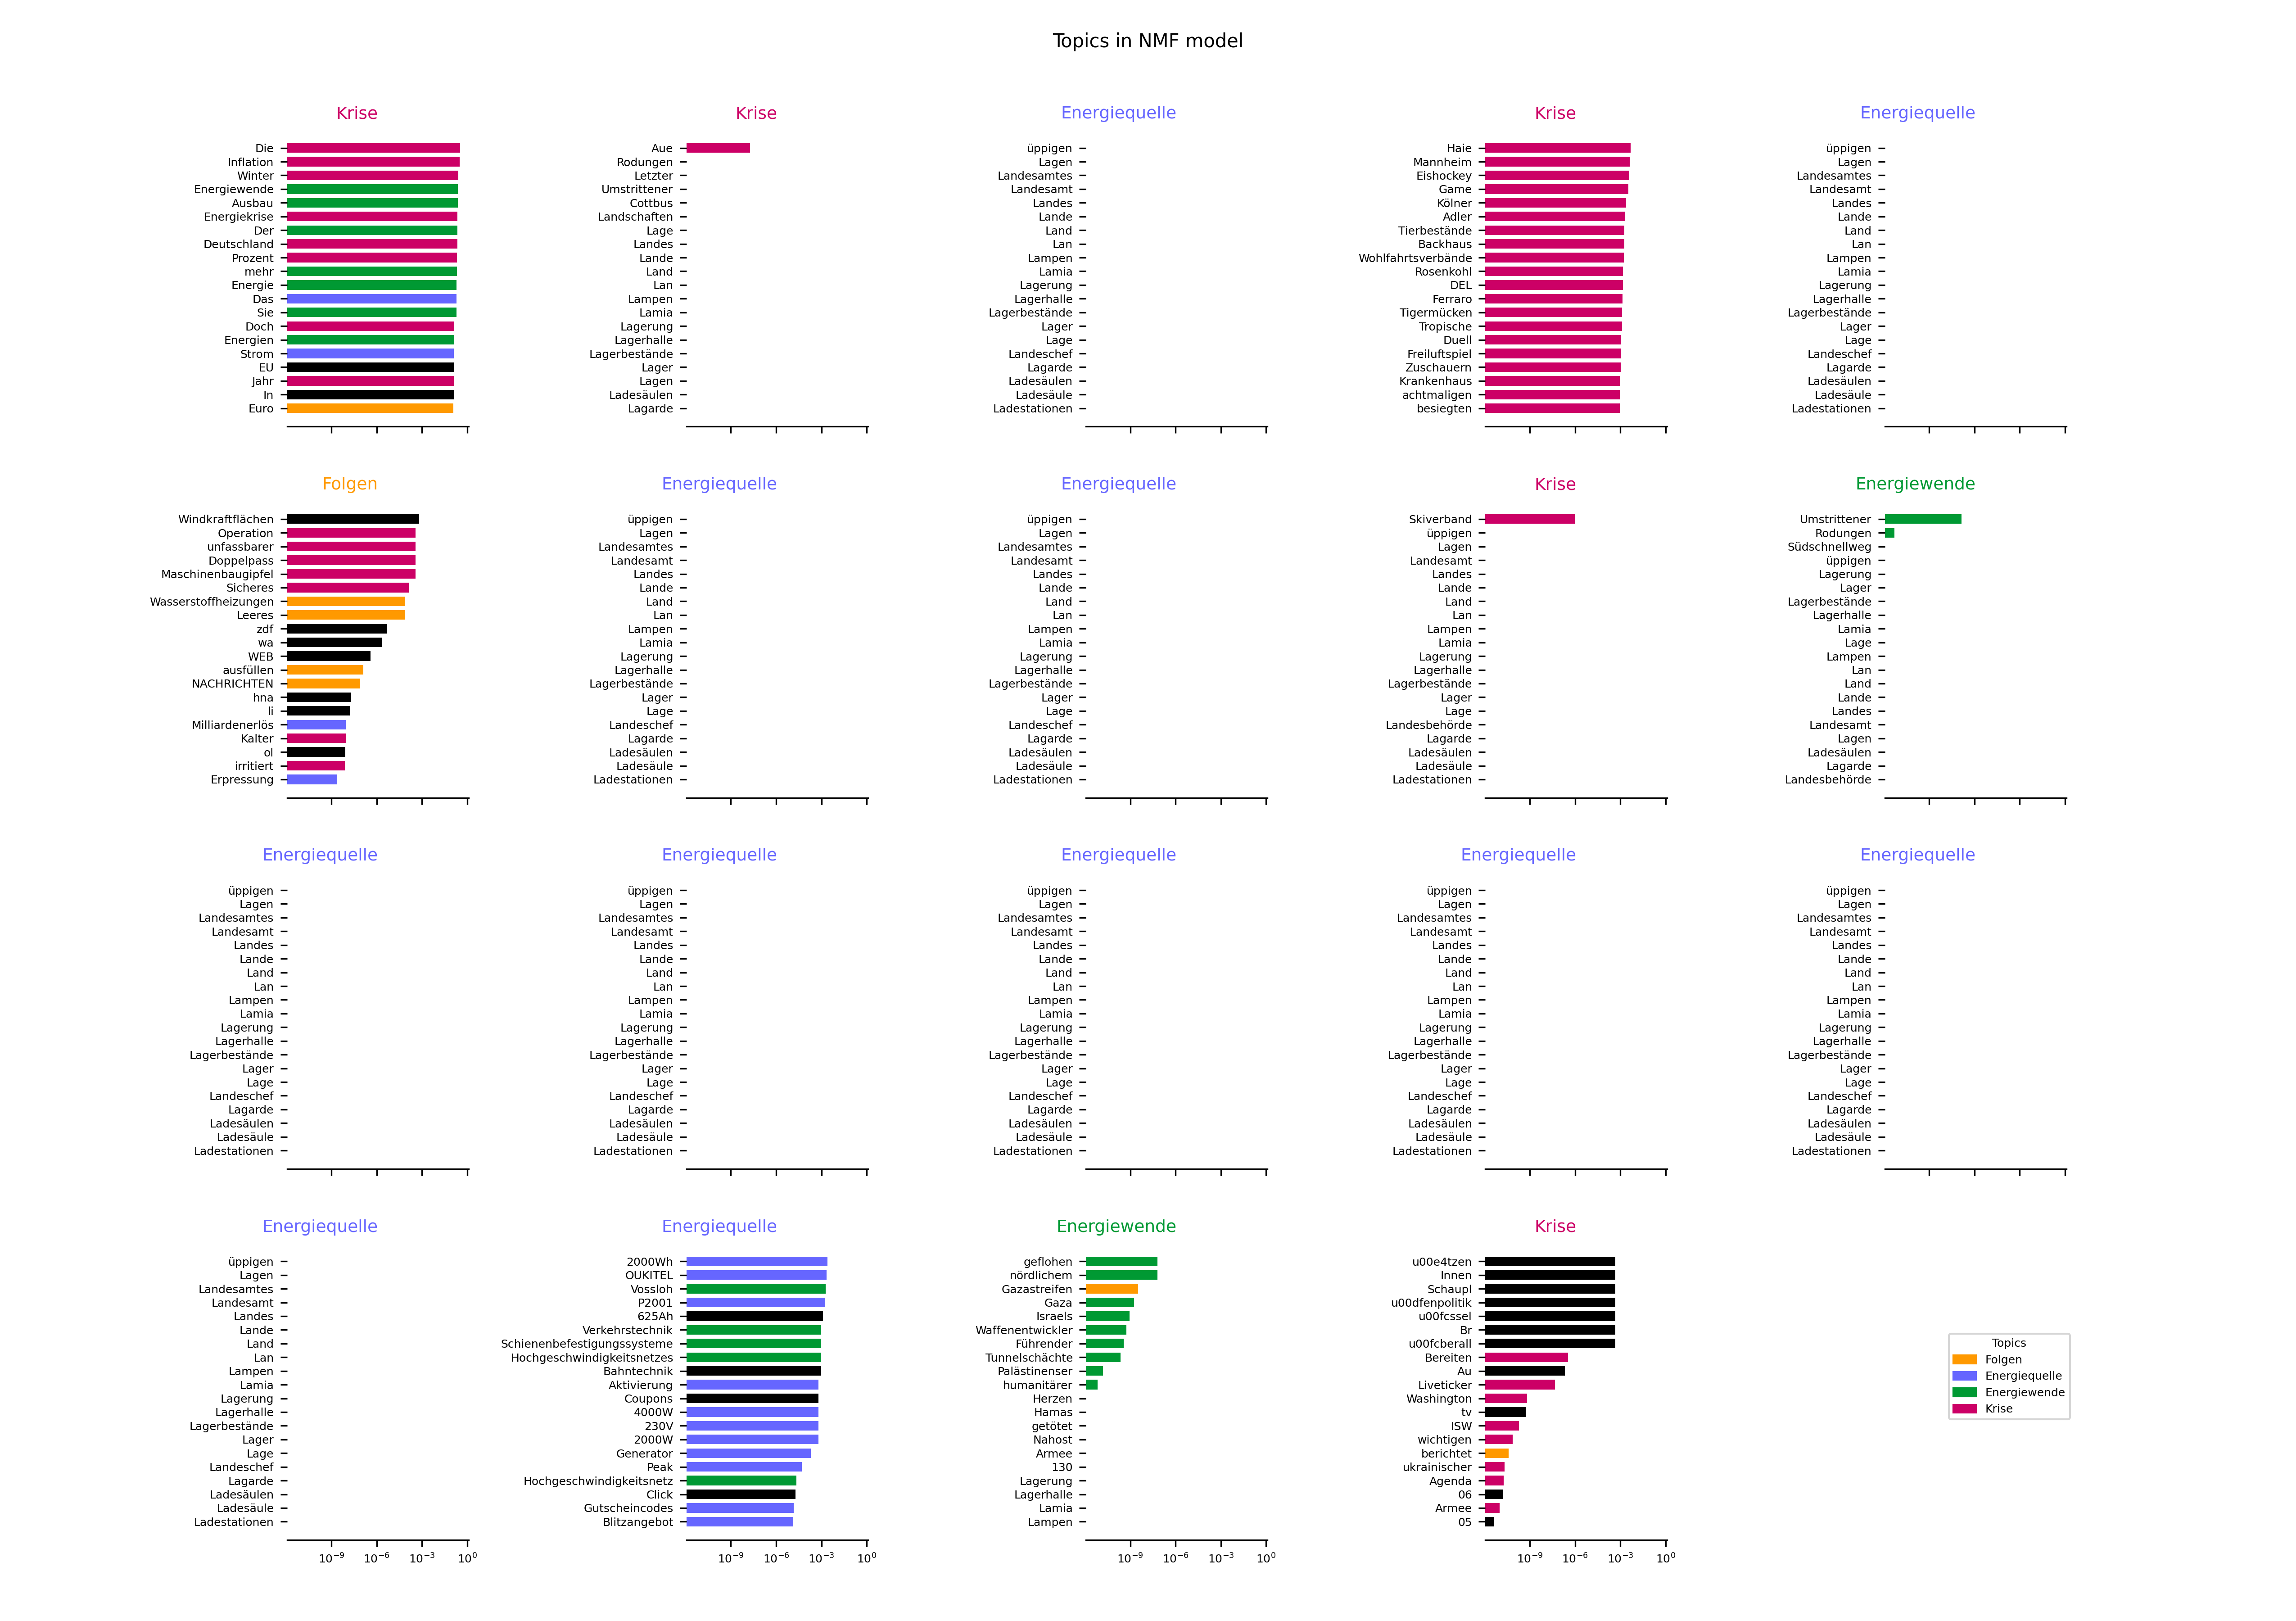 Topics in NMF model
Krise
Die
Inflation
Winter
Energiewende
Ausbau
Energiekrise
Der
Deutschland
Prozent
mehr
Energie
Das
Sie
Doch
Energien
Strom
EU
Jahr
In
Euro
Krise
Aue
Rodungen
Letzter
Umstrittener
Cottbus
Landschaften
Lage
Landes
Lande
Land
Lan
Lampen
Lamia
Lagerung
Lagerhalle
Lagerbestände
Lager
Lagen
Ladesäulen
Lagarde
Energiequelle
üppigen
Lagen
Landesamtes
Landesamt
Landes
Lande
Land
Lan
Lampen
Lamia
Lagerung
Lagerhalle
Lagerbestände
Lager
Lage
Landeschef
Lagarde
Ladesäulen
Ladesäule
Ladestationen
Krise
Haie
Mannheim
Eishockey
Game
Kölner
Adler
Tierbestände
Backhaus
Wohlfahrtsverbände
Rosenkohl
DEL
Ferraro
Tigermücken
Tropische
Duell
Freiluftspiel
Zuschauern
Krankenhaus
achtmaligen
besiegten
Energiequelle
üppigen
Lagen
Landesamtes
Landesamt
Landes
Lande
Land
Lan
Lampen
Lamia
Lagerung
Lagerhalle
Lagerbestände
Lager
Lage
Landeschef
Lagarde
Ladesäulen
Ladesäule
Ladestationen
Folgen
Windkraftflächen
Operation
unfassbarer
Doppelpass
Maschinenbaugipfel
Sicheres
Wasserstoffheizungen
Leeres
zdf
wa
WEB
ausfüllen
NACHRICHTEN
hna
li
Milliardenerlös
Kalter
ol
irritiert
Erpressung
Energiequelle
üppigen
Lagen
Landesamtes
Landesamt
Landes
Lande
Land
Lan
Lampen
Lamia
Lagerung
Lagerhalle
Lagerbestände
Lager
Lage
Landeschef
Lagarde
Ladesäulen
Ladesäule
Ladestationen
Energiequelle
üppigen
Lagen
Landesamtes
Landesamt
Landes
Lande
Land
Lan
Lampen
Lamia
Lagerung
Lagerhalle
Lagerbestände
Lager
Lage
Landeschef
Lagarde
Ladesäulen
Ladesäule
Ladestationen
Krise
Skiverband
üppigen
Lagen
Landesamt
Landes
Lande
Land
Lan
Lampen
Lamia
Lagerung
Lagerhalle
Lagerbestände
Lager
Lage
Landesbehörde
Lagarde
Ladesäulen
Ladesäule
Ladestationen
Energiewende
Umstrittener
Rodungen
Südschnellweg
üppigen
Lagerung
Lager
Lagerbestände
Lagerhalle
Lamia
Lage
Lampen
Lan
Land
Lande
Landes
Landesamt
Lagen
Ladesäulen
Lagarde
Landesbehörde
Energiequelle
üppigen
Lagen
Landesamtes
Landesamt
Landes
Lande
Land
Lan
Lampen
Lamia
Lagerung
Lagerhalle
Lagerbestände
Lager
Lage
Landeschef
Lagarde
Ladesäulen
Ladesäule
Ladestationen
Energiequelle
üppigen
Lagen
Landesamtes
Landesamt
Landes
Lande
Land
Lan
Lampen
Lamia
Lagerung
Lagerhalle
Lagerbestände
Lager
Lage
Landeschef
Lagarde
Ladesäulen
Ladesäule
Ladestationen
Energiequelle
üppigen
Lagen
Landesamtes
Landesamt
Landes
Lande
Land
Lan
Lampen
Lamia
Lagerung
Lagerhalle
Lagerbestände
Lager
Lage
Landeschef
Lagarde
Ladesäulen
Ladesäule
Ladestationen
Energiequelle
üppigen
Lagen
Landesamtes
Landesamt
Landes
Lande
Land
Lan
Lampen
Lamia
Lagerung
Lagerhalle
Lagerbestände
Lager
Lage
Landeschef
Lagarde
Ladesäulen
Ladesäule
Ladestationen
Energiequelle
üppigen
Lagen
Landesamtes
Landesamt
Landes
Lande
Land
Lan
Lampen
Lamia
Lagerung
Lagerhalle
Lagerbestände
Lager
Lage
Landeschef
Lagarde
Ladesäulen
Ladesäule
Ladestationen
Energiequelle
üppigen
Lagen
Landesamtes
Landesamt
Landes
Lande
Land
Lan
Lampen
Lamia
Lagerung
Lagerhalle
Lagerbestände
Lager
Lage
Landeschef
Lagarde
Ladesäulen
Ladesäule
Ladestationen
10⁻⁹ 10⁻⁶ 10⁻³ 10⁰
Energiequelle
2000Wh
OUKITEL
Vossloh
P2001
625Ah
Verkehrstechnik
Schienenbefestigungssysteme
Hochgeschwindigkeitsnetzes
Bahntechnik
Aktivierung
Coupons
4000W
230V
2000W
Generator
Peak
Hochgeschwindigkeitsnetz
Click
Gutscheincodes
Blitzangebot
10⁻⁹ 10⁻⁶ 10⁻³ 10⁰
Energiewende
geflohen
nördlichem
Gazastreifen
Gaza
Israels
Waffenentwickler
Führender
Tunnelschächte
Palästinenser
humanitärer
Herzen
Hamas
getötet
Nahost
Armee
130
Lagerung
Lagerhalle
Lamia
Lampen
10⁻⁹ 10⁻⁶ 10⁻³ 10⁰
Krise
u00e4tzen
Innen
Schaupl
u00dfenpolitik
u00fcssel
Br
u00fcberall
Bereiten
Au
Liveticker
Washington
tv
ISW
wichtigen
berichtet
ukrainischer
Agenda
06
Armee
05
10⁻⁹ 10⁻⁶ 10⁻³ 10⁰
Topics
Folgen
Energiequelle
Energiewende
Krise